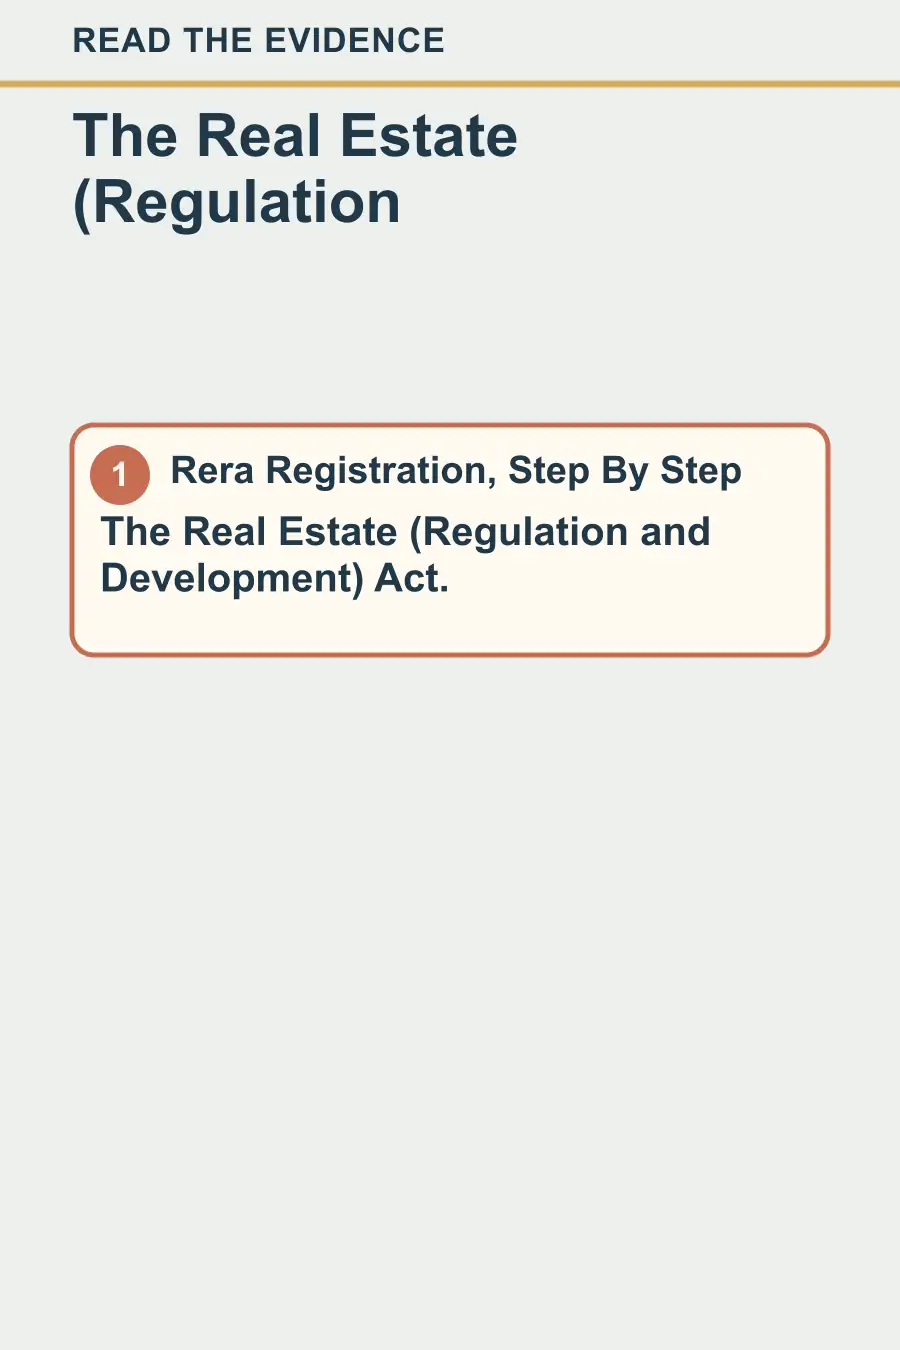 READ THE EVIDENCE
The Real Estate
(Regulation
1 Rera Registration, Step By Step
The Real Estate (Regulation and
Development) Act.